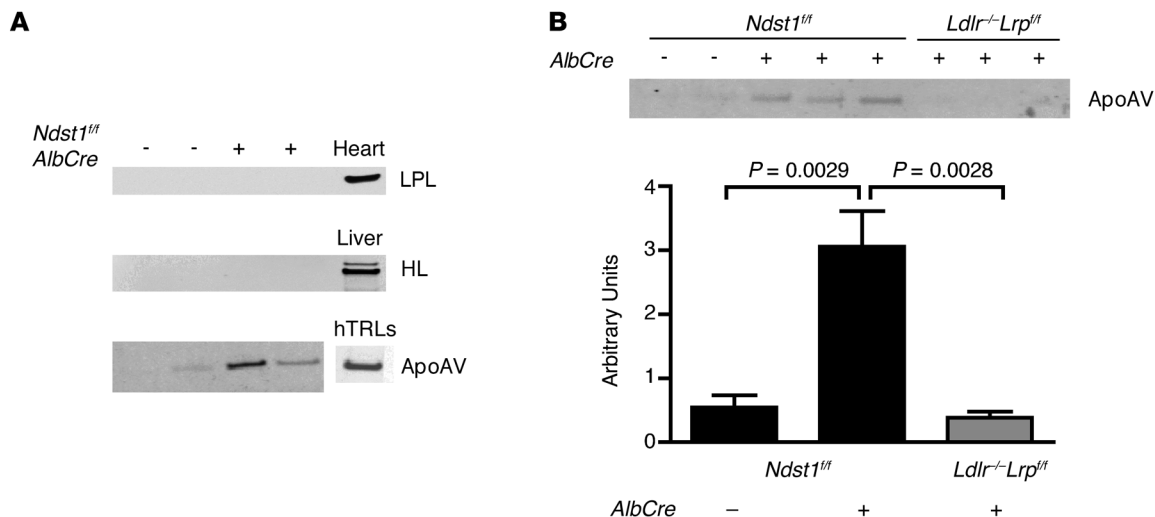 A
Ndst1f/f
AlbCre - - + + Heart
LPL
Liver
HL
hTRLs
ApoAV
B
Ndst1f/f Ldlr-/-Lrpf/f
AlbCre - - + + + + + +
ApoAV
P = 0.0029 P = 0.0028
Arbitrary Units
4
3
2
1
0
Ndst1f/f Ldlr-/-Lrpf/f
AlbCre – + +